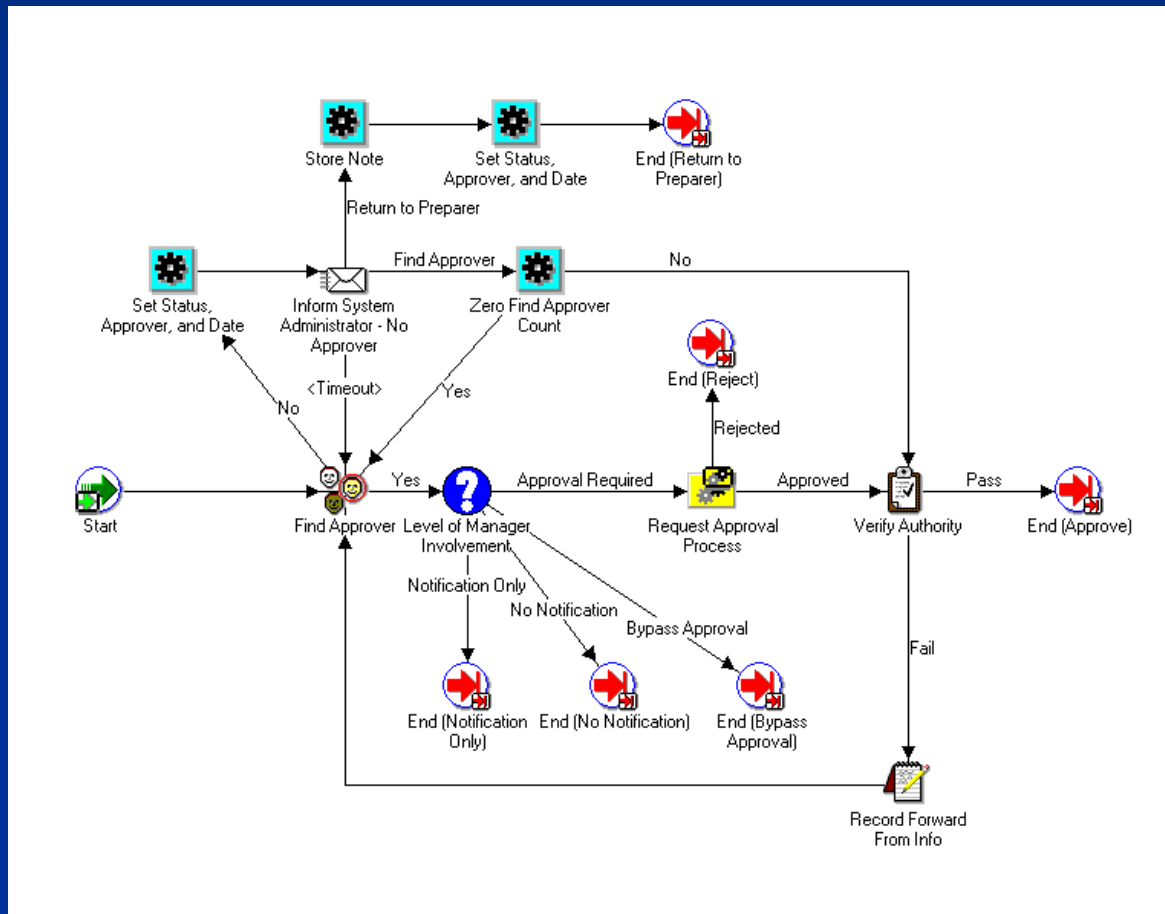 Store Note
Set Status,
Approver, and Date
End (Return to
Preparer)
Return to Preparer
Find Approver
No
Set Status,
Approver, and Date
Inform System
Administrator - No
Approver
Zero Find Approver
Count
End (Reject)
<Timeout>
Yes
No
Rejected
Yes
Approval Required
Approved
Pass
Start
Find Approver
Level of Manager
Involvement
Request Approval
Process
Verify Authority
End (Approve)
Notification Only
No Notification
Bypass Approval
Fail
End (Notification
Only)
End (No Notification)
End (Bypass
Approval)
Record Forward
From Info